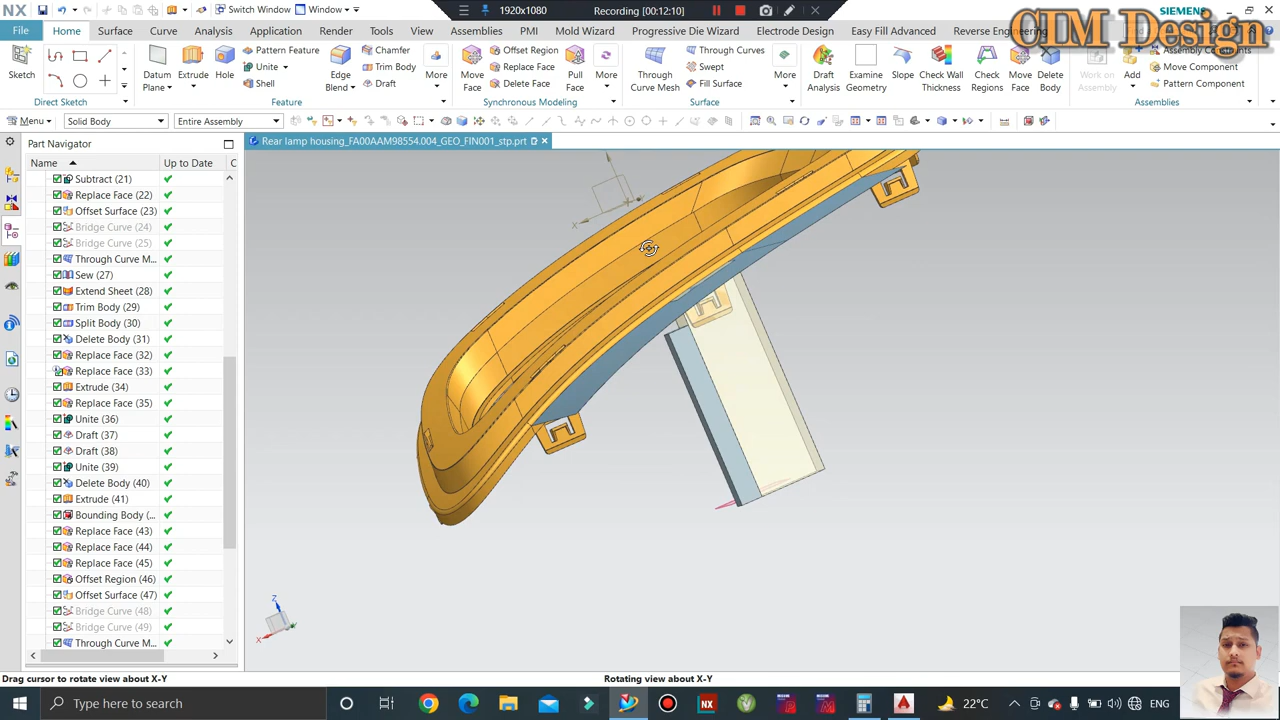 NX
Switch Window
Window
1920x1080
Recording [00:12:10]
SIEMENS
CIM Design
File
Home
Surface
Curve
Analysis
Application
Render
Tools
View
Assemblies
PMI
Mold Wizard
Progressive Die Wizard
Electrode Design
Easy Fill Advanced
Reverse Engineering
Sketch
Direct Sketch
Datum Plane
Extrude
Hole
Pattern Feature
Unite
Shell
Edge Blend
Chamfer
Trim Body
Draft
More
Feature
Move Face
Offset Region
Replace Face
Delete Face
Pull Face
More
Synchronous Modeling
Through Curve Mesh
Through Curves
Swept
Fill Surface
More
Surface
Draft Analysis
Examine Geometry
Slope
Check Wall Thickness
Check Regions
Move Face
Delete Body
Work on Assembly
Add
Assembly Constraints
Move Component
Pattern Component
Assemblies
Menu
Solid Body
Entire Assembly
Part Navigator
Rear lamp housing_FA00AAM98554.004_GEO_FIN001_stp.prt
Name
Up to Date
C
Subtract (21)
Replace Face (22)
Offset Surface (23)
Bridge Curve (24)
Bridge Curve (25)
Through Curve M...
Sew (27)
Extend Sheet (28)
Trim Body (29)
Split Body (30)
Delete Body (31)
Replace Face (32)
Replace Face (33)
Extrude (34)
Replace Face (35)
Unite (36)
Draft (37)
Draft (38)
Unite (39)
Delete Body (40)
Extrude (41)
Bounding Body (...
Replace Face (43)
Replace Face (44)
Replace Face (45)
Offset Region (46)
Offset Surface (47)
Bridge Curve (48)
Bridge Curve (49)
Through Curve M...
X
Z
X
Drag cursor to rotate view about X-Y
Rotating view about X-Y
Type here to search
NX
22°C
ENG